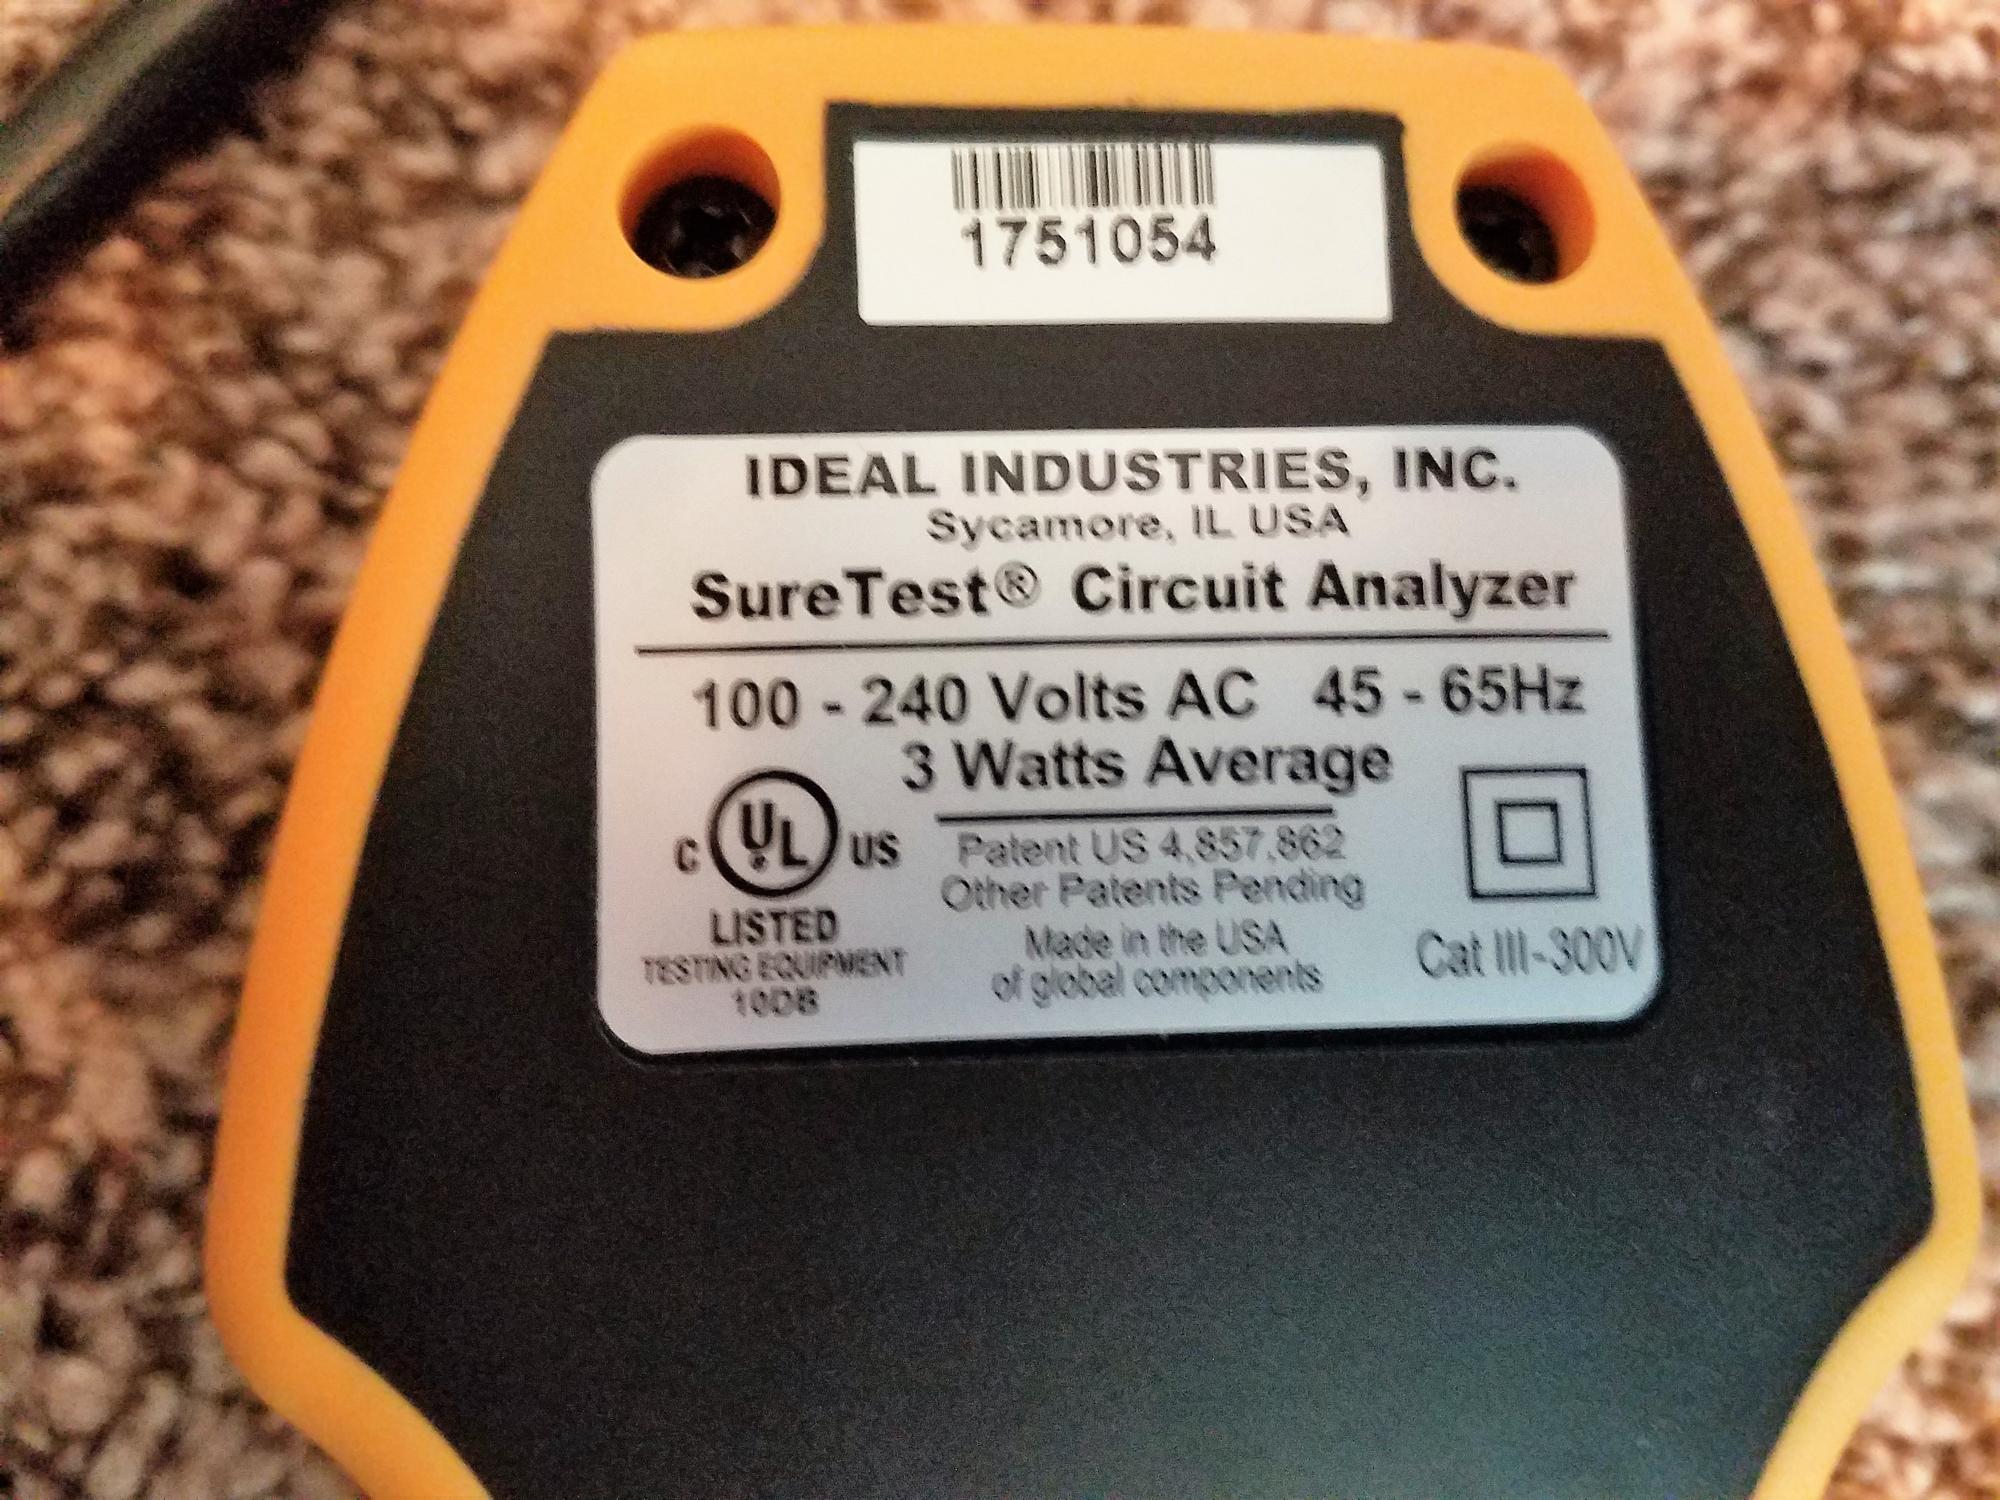 1751054
IDEAL INDUSTRIES, INC.
Sycamore, IL USA
SureTest® Circuit Analyzer
100 - 240 Volts AC 45 - 65Hz
3 Watts Average
C UL US
LISTED
TESTING EQUIPMENT
10DB
Patent US 4,857,862
Other Patents Pending
Made in the USA
of global components
Cat III-300V